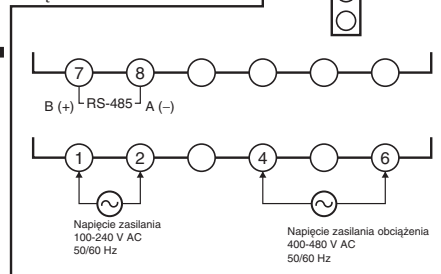 7 8
B (+) RS-485 A (–)
1 2 4 6
Napięcie zasilania
100-240 V AC
50/60 Hz
Napięcie zasilania obciążenia
400-480 V AC
50/60 Hz